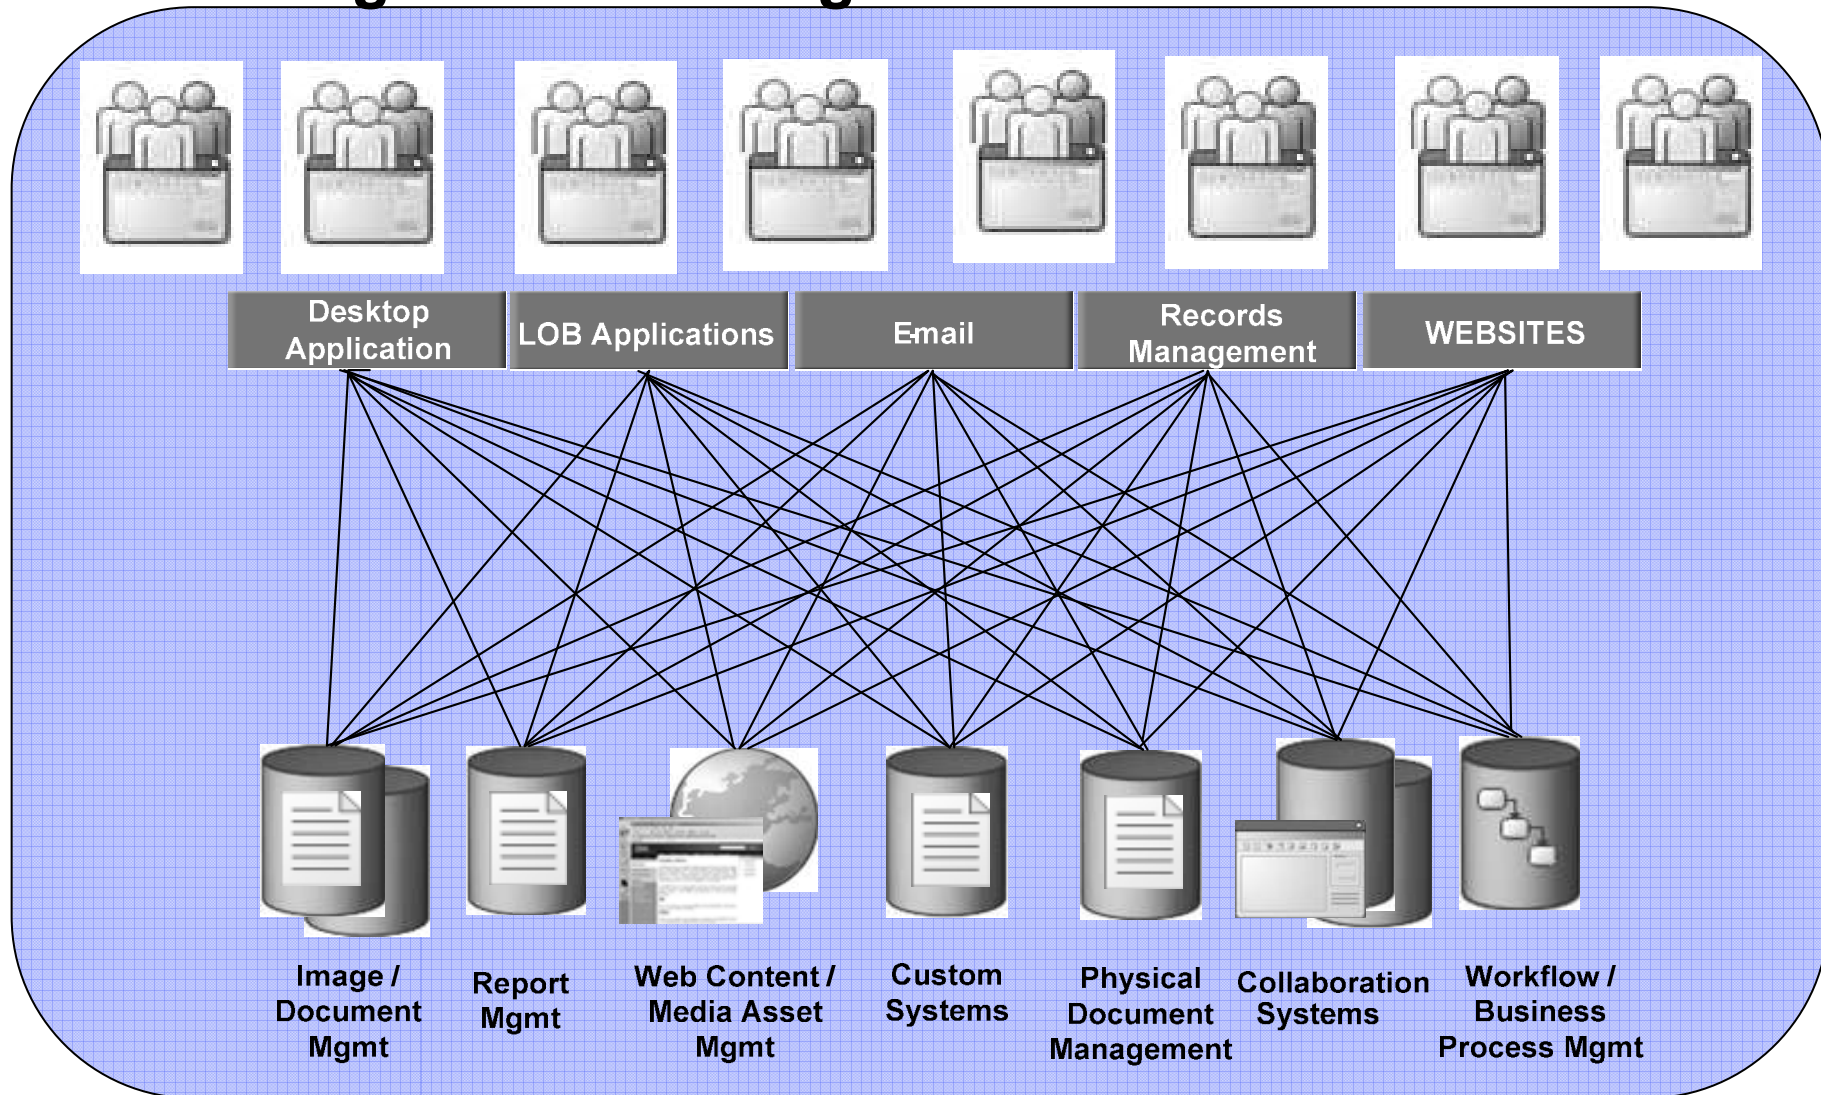 Desktop
Application
LOB Applications
E-mail
Records
Management
WEBSITES
Image /
Document
Mgmt
Report
Mgmt
Web Content /
Media Asset
Mgmt
Custom
Systems
Physical
Document
Management
Collaboration
Systems
Workflow /
Business
Process Mgmt